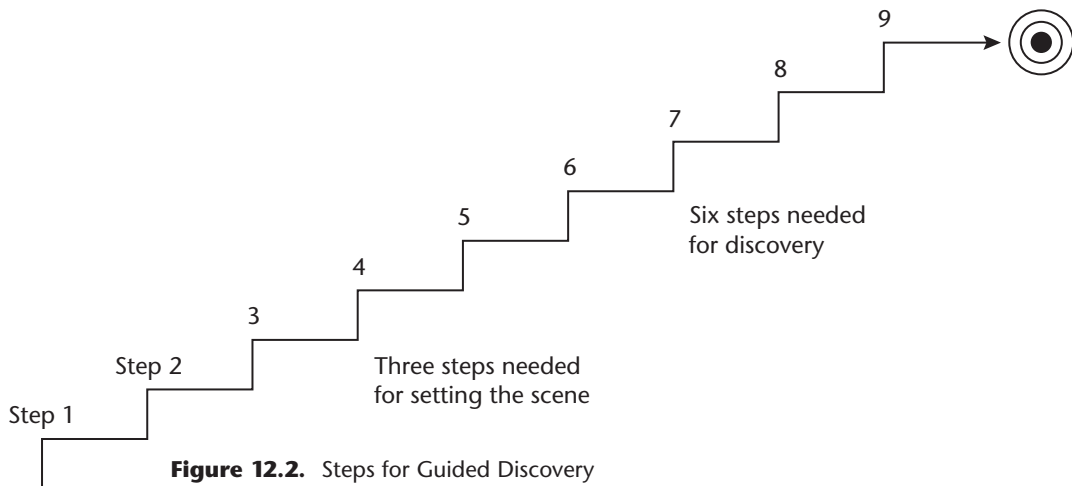 9
8
7
6
Six steps needed
for discovery
5
4
3
Three steps needed
for setting the scene
Step 2
Step 1
Figure 12.2. Steps for Guided Discovery